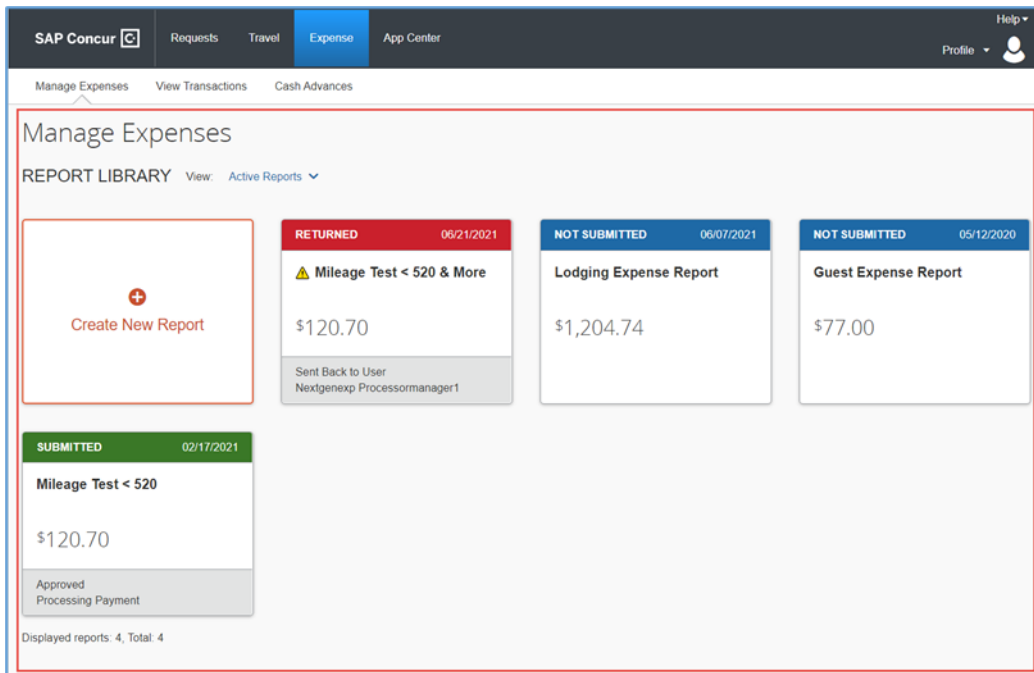 Help
SAP Concur C
Requests
Travel
Expense
App Center
Profile
Manage Expenses
View Transactions
Cash Advances
Manage Expenses
REPORT LIBRARY View: Active Reports
Create New Report
RETURNED 06/21/2021
Mileage Test < 520 & More
$120.70
Sent Back to User
Nextgenexp Processormanager1
NOT SUBMITTED 06/07/2021
Lodging Expense Report
$1,204.74
NOT SUBMITTED 05/12/2020
Guest Expense Report
$77.00
SUBMITTED 02/17/2021
Mileage Test < 520
$120.70
Approved
Processing Payment
Displayed reports: 4, Total: 4